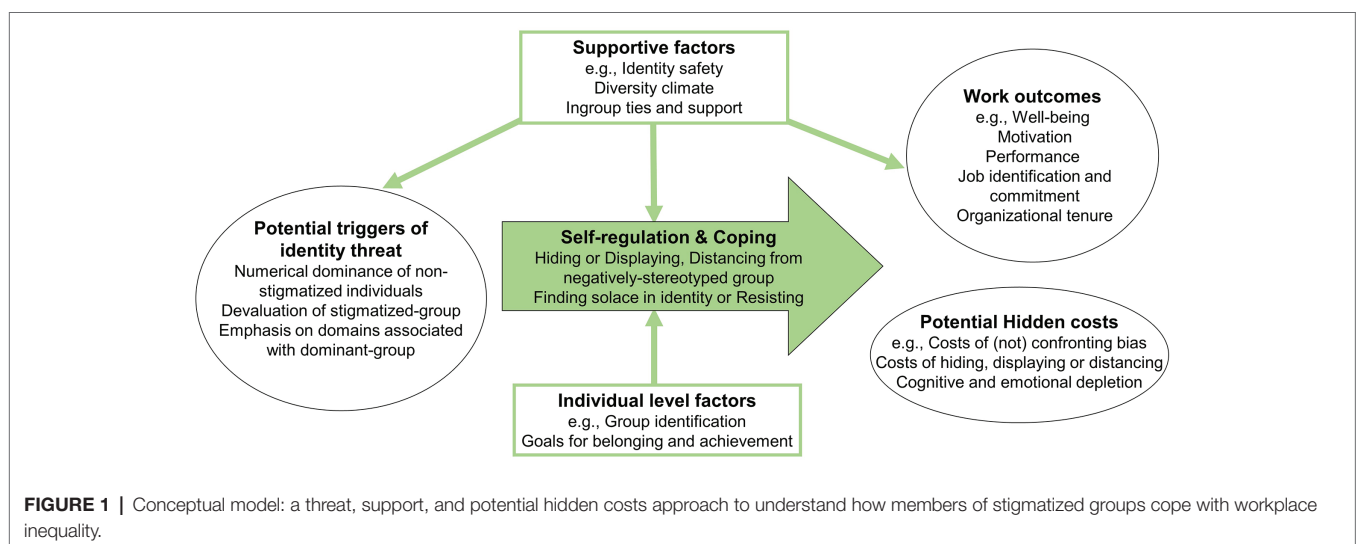 Supportive factors
e.g., Identity safety
Diversity climate
Ingroup ties and support
Work outcomes
e.g., Well-being
Motivation
Performance
Job identification and
commitment
Organizational tenure
Potential triggers of
identity threat
Numerical dominance of non-
stigmatized individuals
Devaluation of stigmatized-group
Emphasis on domains associated
with dominant-group
Self-regulation & Coping
Hiding or Displaying, Distancing from
negatively-stereotyped group
Finding solace in identity or Resisting
Potential Hidden costs
e.g., Costs of (not) confronting bias
Costs of hiding, displaying or distancing
Cognitive and emotional depletion
Individual level factors
e.g., Group identification
Goals for belonging and achievement
FIGURE 1 | Conceptual model: a threat, support, and potential hidden costs approach to understand how members of stigmatized groups cope with workplace
inequality.